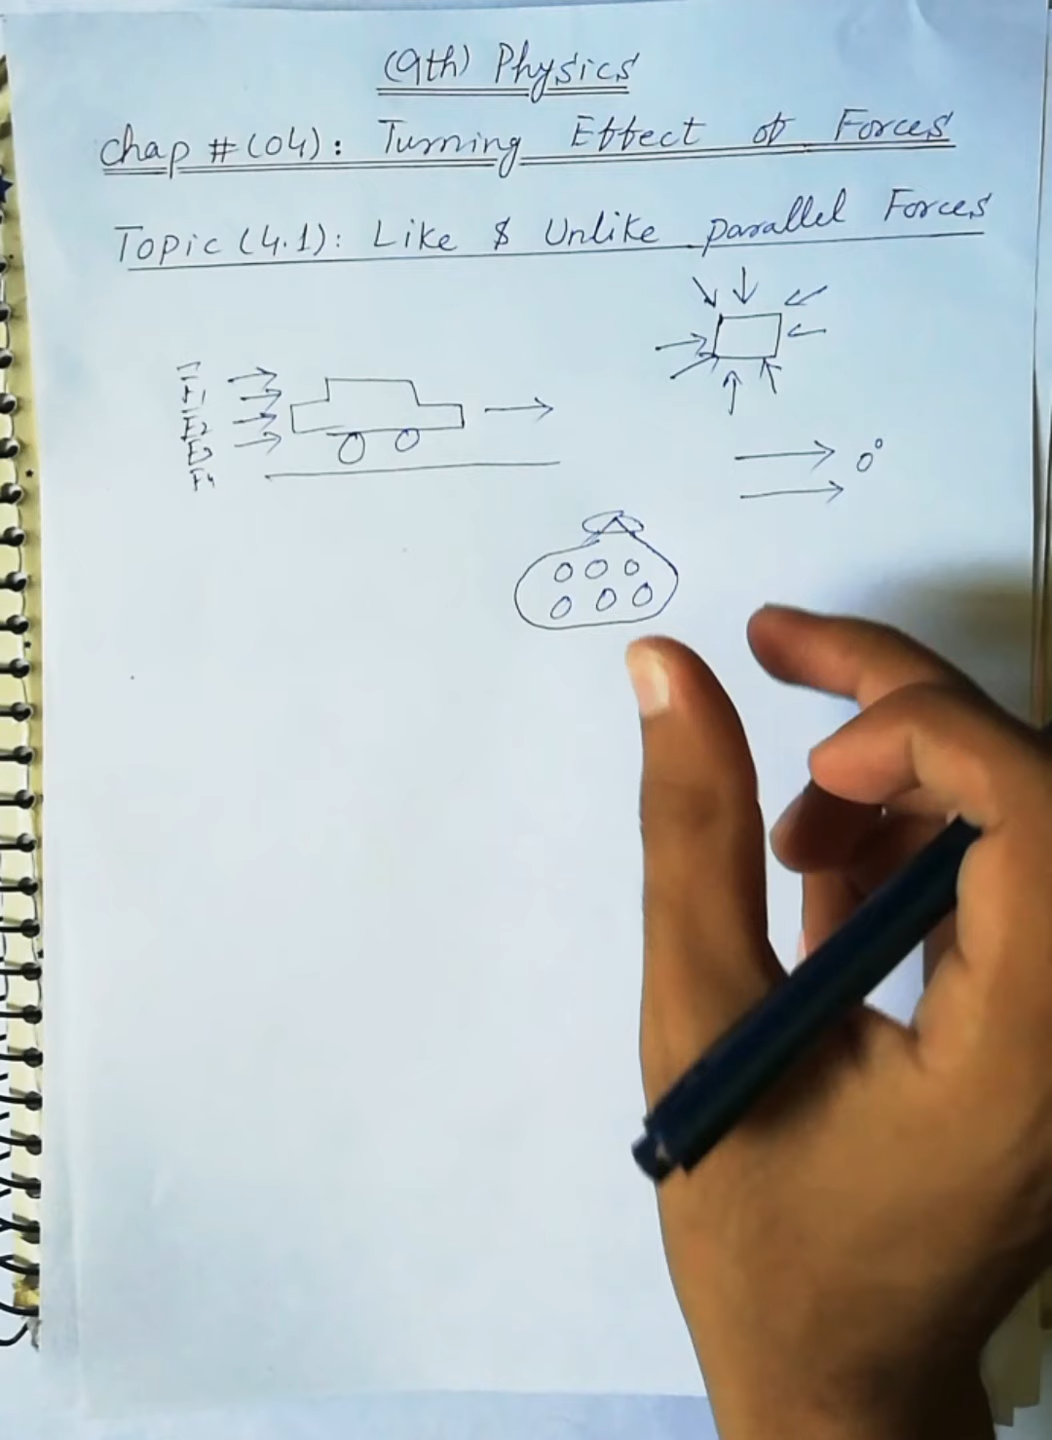 (9th) Physics
Chap # (04): Turning Effect of Forces
Topic (4.1): Like & Unlike parallel Forces
F1
F2
F3
F4
0°